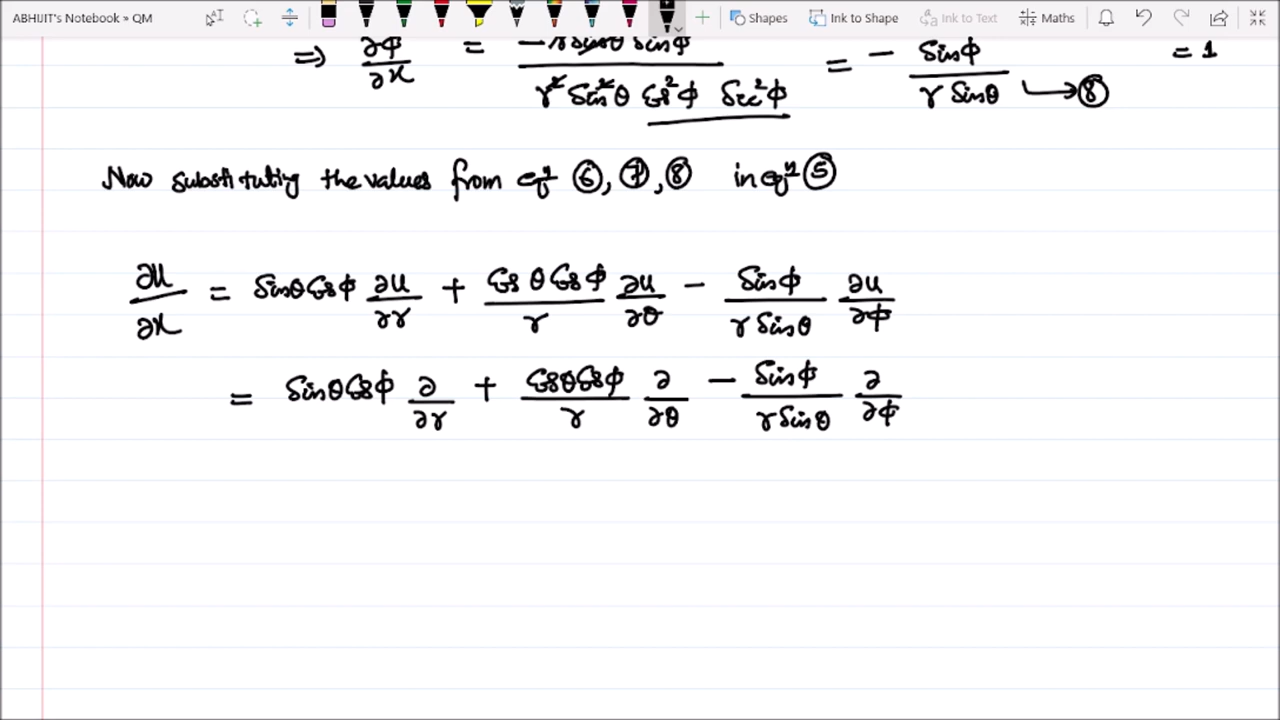 ABHIJIT's Notebook » QM Shapes Ink to Shape Ink to Text Maths
=> ∂φ/∂x = -r sinθ sinφ / r² sin²θ cos²φ sec²φ = - sinφ / r sinθ → ⑧ = 1
Now substituting the values from eqⁿ ⑥, ⑦, ⑧ in eqⁿ ⑤
∂u/∂x = sinθ cosφ ∂u/∂r + cosθ cosφ / r ∂u/∂θ - sinφ / r sinθ ∂u/∂φ
= sinθ cosφ ∂/∂r + cosθ cosφ / r ∂/∂θ - sinφ / r sinθ ∂/∂φ